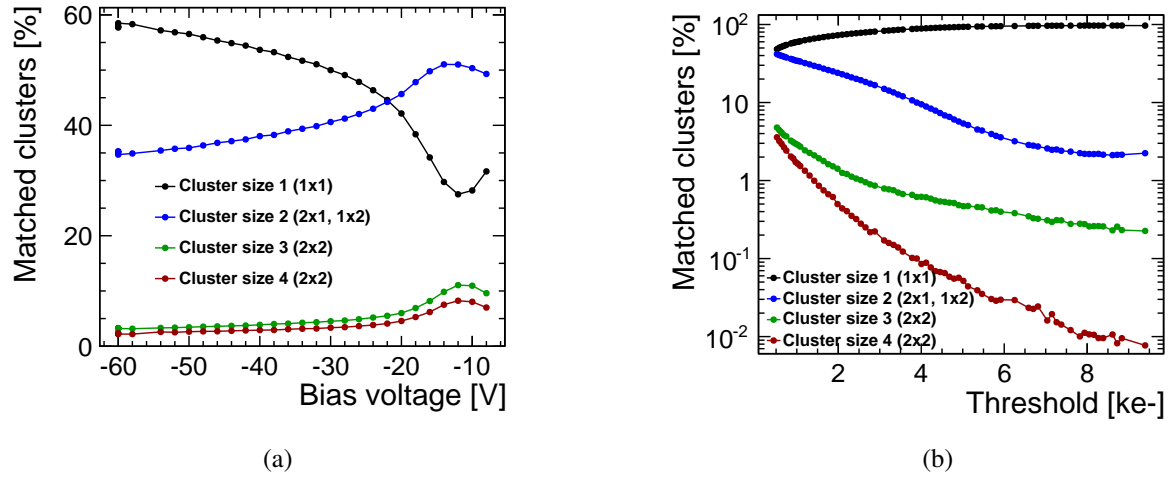 Matched clusters [%]
60
40
20
0
Cluster size 1 (1x1)
Cluster size 2 (2x1, 1x2)
Cluster size 3 (2x2)
Cluster size 4 (2x2)
-60 -50 -40 -30 -20 -10
Bias voltage [V]
(a)
Matched clusters [%]
10²
10
1
10⁻¹
10⁻²
Cluster size 1 (1x1)
Cluster size 2 (2x1, 1x2)
Cluster size 3 (2x2)
Cluster size 4 (2x2)
2 4 6 8
Threshold [ke-]
(b)